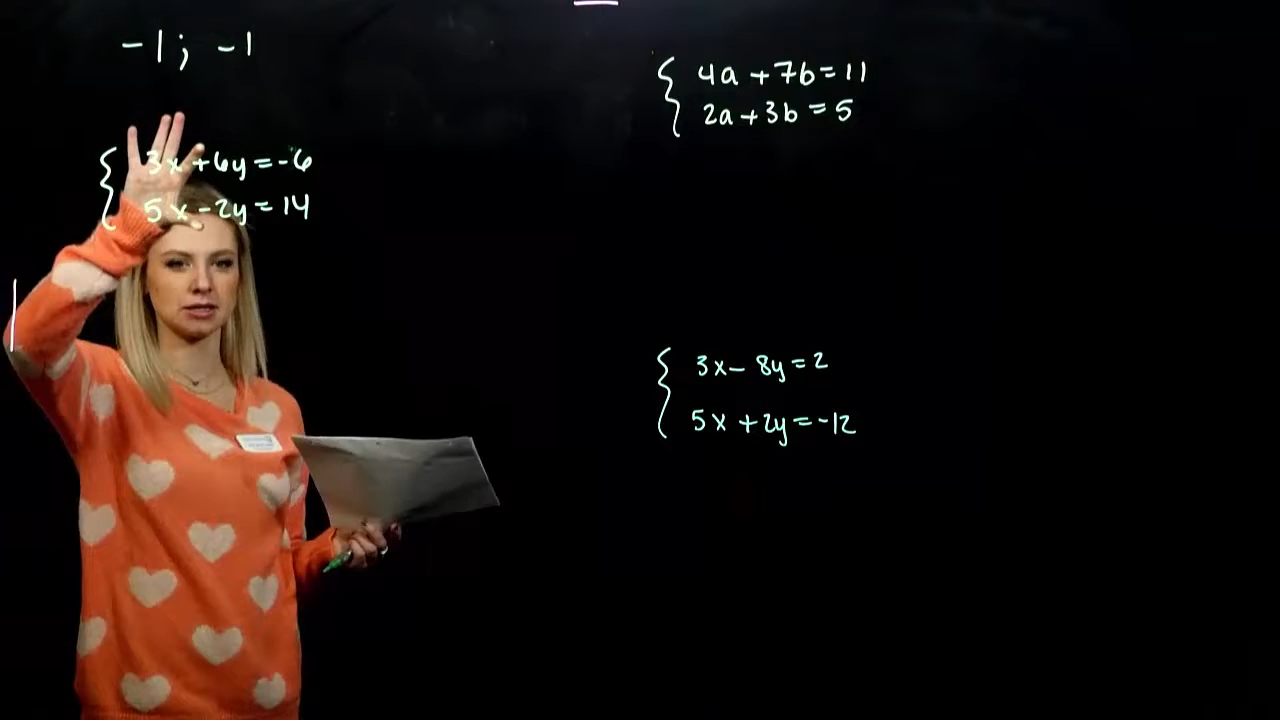 -1; -1
3x+6y=-6
5x-2y=14
4a+7b=11
2a+3b=5
3x-8y=2
5x+2y=-12